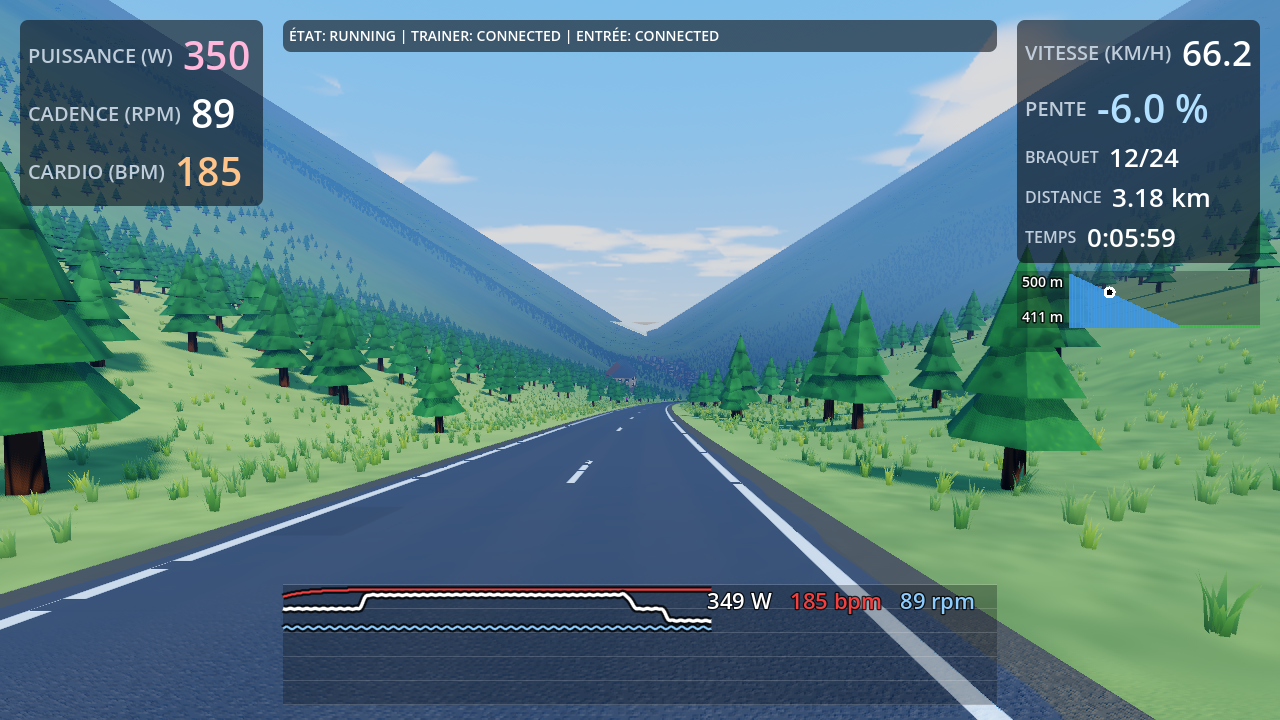 PUISSANCE (W) 350
CADENCE (RPM) 89
CARDIO (BPM) 185
ÉTAT: RUNNING | TRAINER: CONNECTED | ENTRÉE: CONNECTED
VITESSE (KM/H) 66.2
PENTE -6.0 %
BRAQUET 12/24
DISTANCE 3.18 km
TEMPS 0:05:59
500 m
411 m
349 W 185 bpm 89 rpm